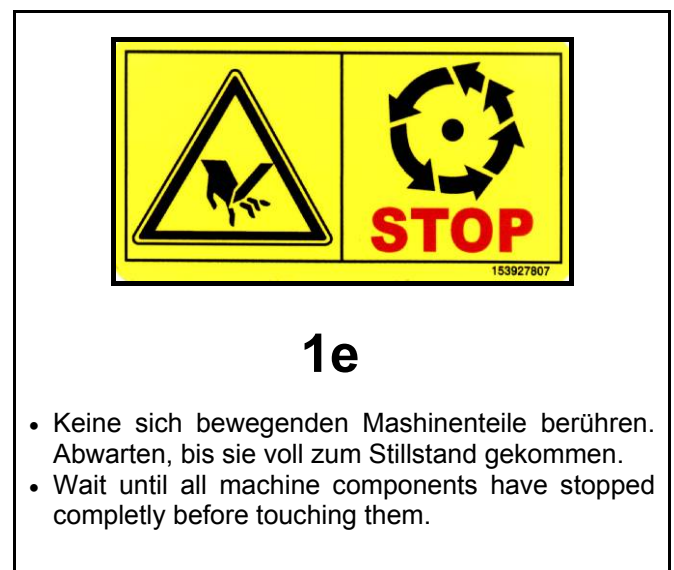 STOP
153927807
1e
• Keine sich bewegenden Mashinenteile berühren.
Abwarten, bis sie voll zum Stillstand gekommen.
• Wait until all machine components have stopped
completly before touching them.